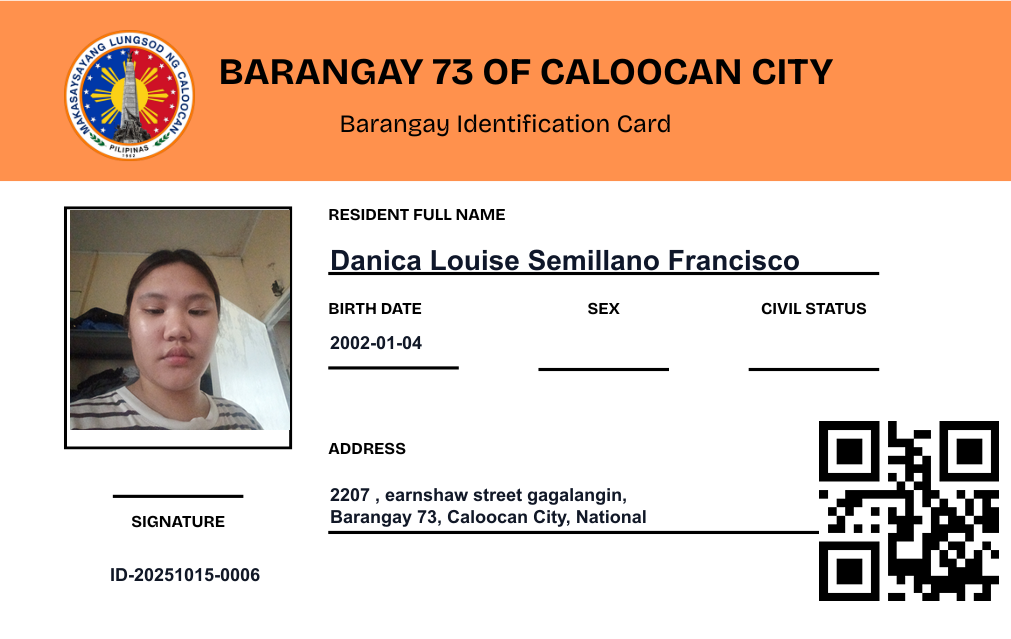 MAKASAYSAYANG LUNGSOD NG CALOOCAN
PILIPINAS
1962
BARANGAY 73 OF CALOOCAN CITY
Barangay Identification Card
RESIDENT FULL NAME
Danica Louise Semillano Francisco
BIRTH DATE
SEX
CIVIL STATUS
2002-01-04
ADDRESS
2207 , earnshaw street gagalangin,
Barangay 73, Caloocan City, National
SIGNATURE
ID-20251015-0006